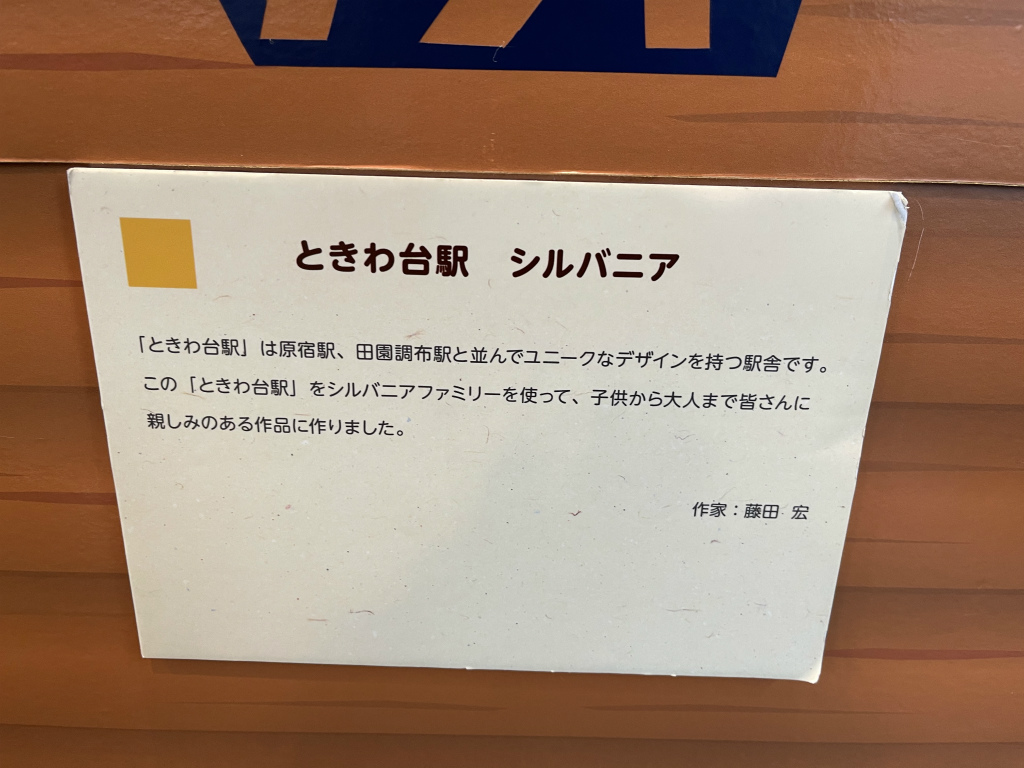 ときわ台駅　シルバニア
「ときわ台駅」は原宿駅、田園調布駅と並んでユニークなデザインを持つ駅舎です。
この「ときわ台駅」をシルバニアファミリーを使って、子供から大人まで皆さんに
親しみのある作品に作りました。
作家：藤田 宏